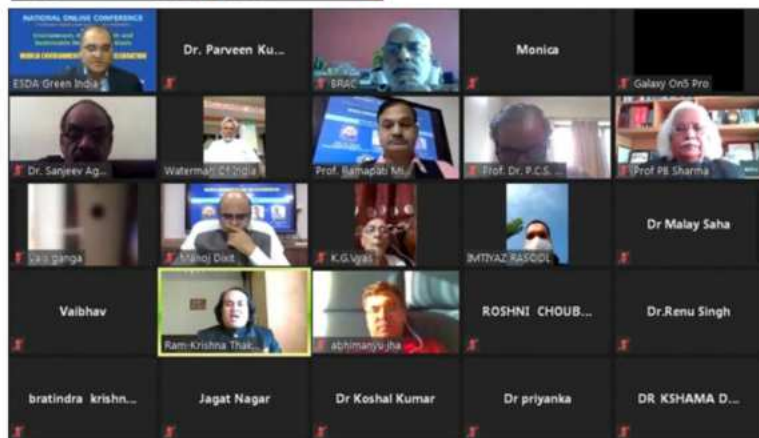 NATIONAL ONLINE CONFERENCE
ESDA Green India
Dr. Parveen Ku...
BRAC
Monica
Galaxy On5 Pro
Dr. Sanjeev Ag...
Waterman Of India
Prof. Ramapati Mi...
Prof. Dr. P.C.S. ...
Prof PB Sharma
Vais ganga
Manoj Dixit
K.G.Vyas
IMTIYAZ RASOOL
Dr Malay Saha
Vaibhav
Ram-Krishna Thak...
abhimanyu jha
ROSHNI CHOUB...
Dr.Renu Singh
bratindra krishn...
Jagat Nagar
Dr Koshal Kumar
Dr priyanka
DR KSHAMA D...